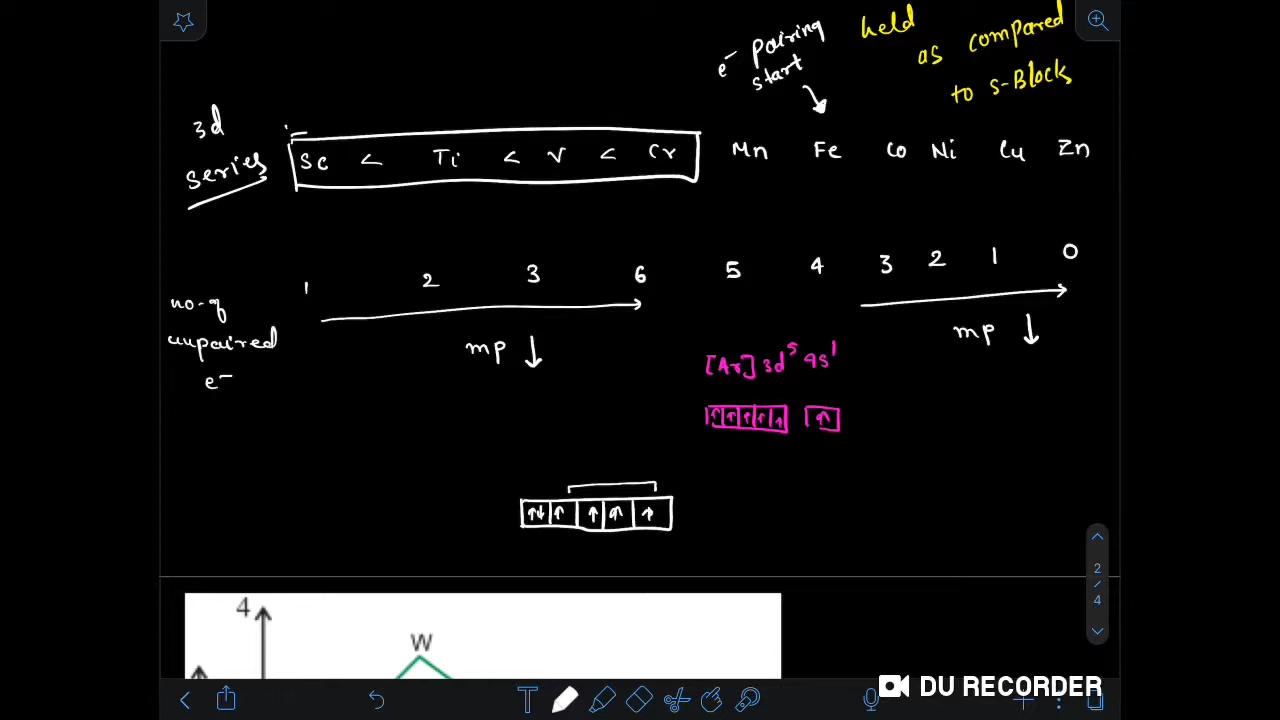 e⁻ pairing start
held
as compared
to s-Block
3d series
Sc < Ti < V < Cr Mn Fe Co Ni Cu Zn
no. of unpaired e⁻
1 2 3 6 5 4 3 2 1 0
mp ↓
mp ↓
[Ar] 3d⁵ 4s¹
4
W
2
4
T
DU RECORDER